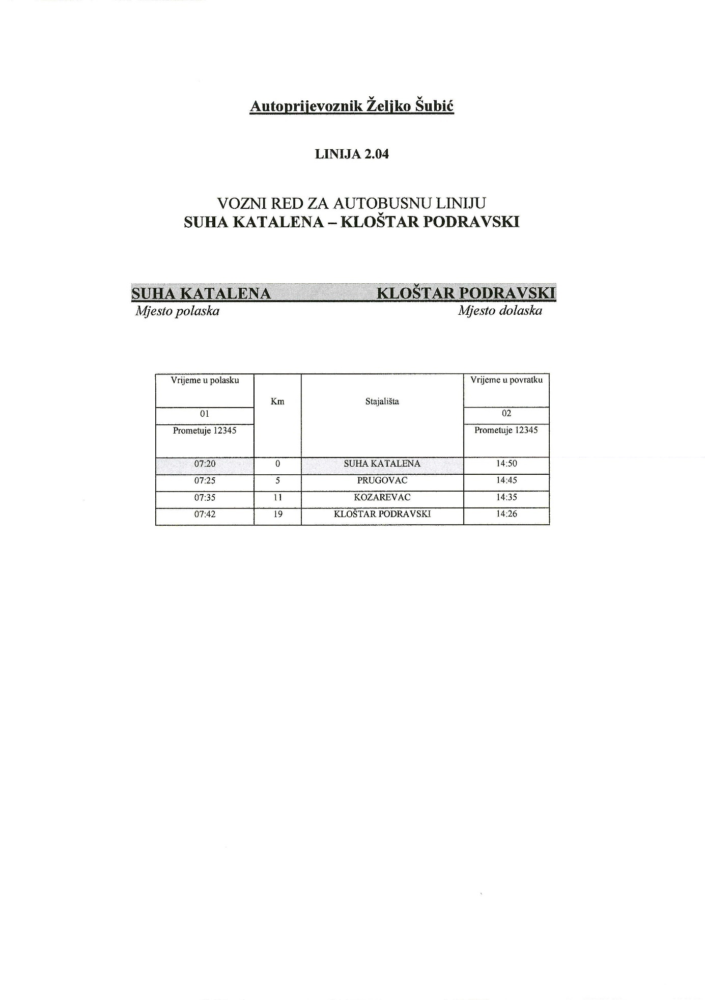 Autoprijevoznik Željko Šubić
LINIJA 2.04
VOZNI RED ZA AUTOBUSNU LINIJU
SUHA KATALENA – KLOŠTAR PODRAVSKI
SUHA KATALENA KLOŠTAR PODRAVSKI
Mjesto polaska Mjesto dolaska
Vrijeme u polasku Km Stajališta Vrijeme u povratku
01 02
Prometuje 12345 Prometuje 12345
07:20 0 SUHA KATALENA 14:50
07:25 5 PRUGOVAC 14:45
07:35 11 KOZAREVAC 14:35
07:42 19 KLOŠTAR PODRAVSKI 14:26